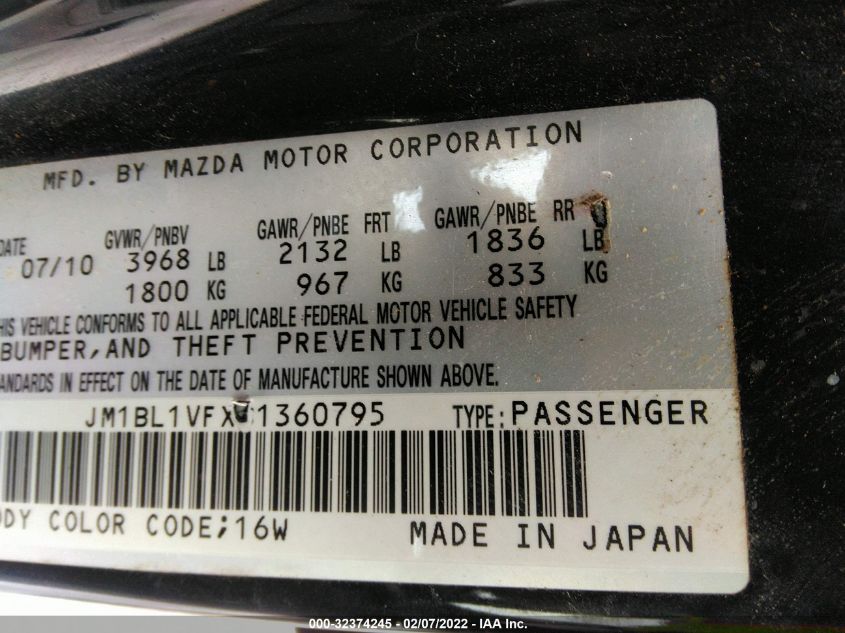 MFD. BY MAZDA MOTOR CORPORATION
DATE GVWR/PNBV GAWR/PNBE FRT GAWR/PNBE RR
07/10 3968 LB 2132 LB 1836 LB
1800 KG 967 KG 833 KG
HIS VEHICLE CONFORMS TO ALL APPLICABLE FEDERAL MOTOR VEHICLE SAFETY
BUMPER, AND THEFT PREVENTION
ANDARDS IN EFFECT ON THE DATE OF MANUFACTURE SHOWN ABOVE.
JM1BL1VFX 1360795 TYPE: PASSENGER
ODY COLOR CODE;16W MADE IN JAPAN
000-32374245 - 02/07/2022 - IAA Inc.